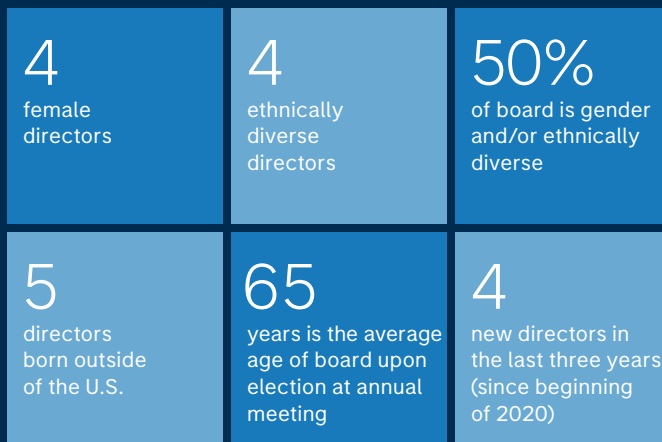 4
female
directors
4
ethnically
diverse
directors
50%
of board is gender
and/or ethnically
diverse
5
directors
born outside
of the U.S.
65
years is the average
age of board upon
election at annual
meeting
4
new directors in
the last three years
(since beginning
of 2020)